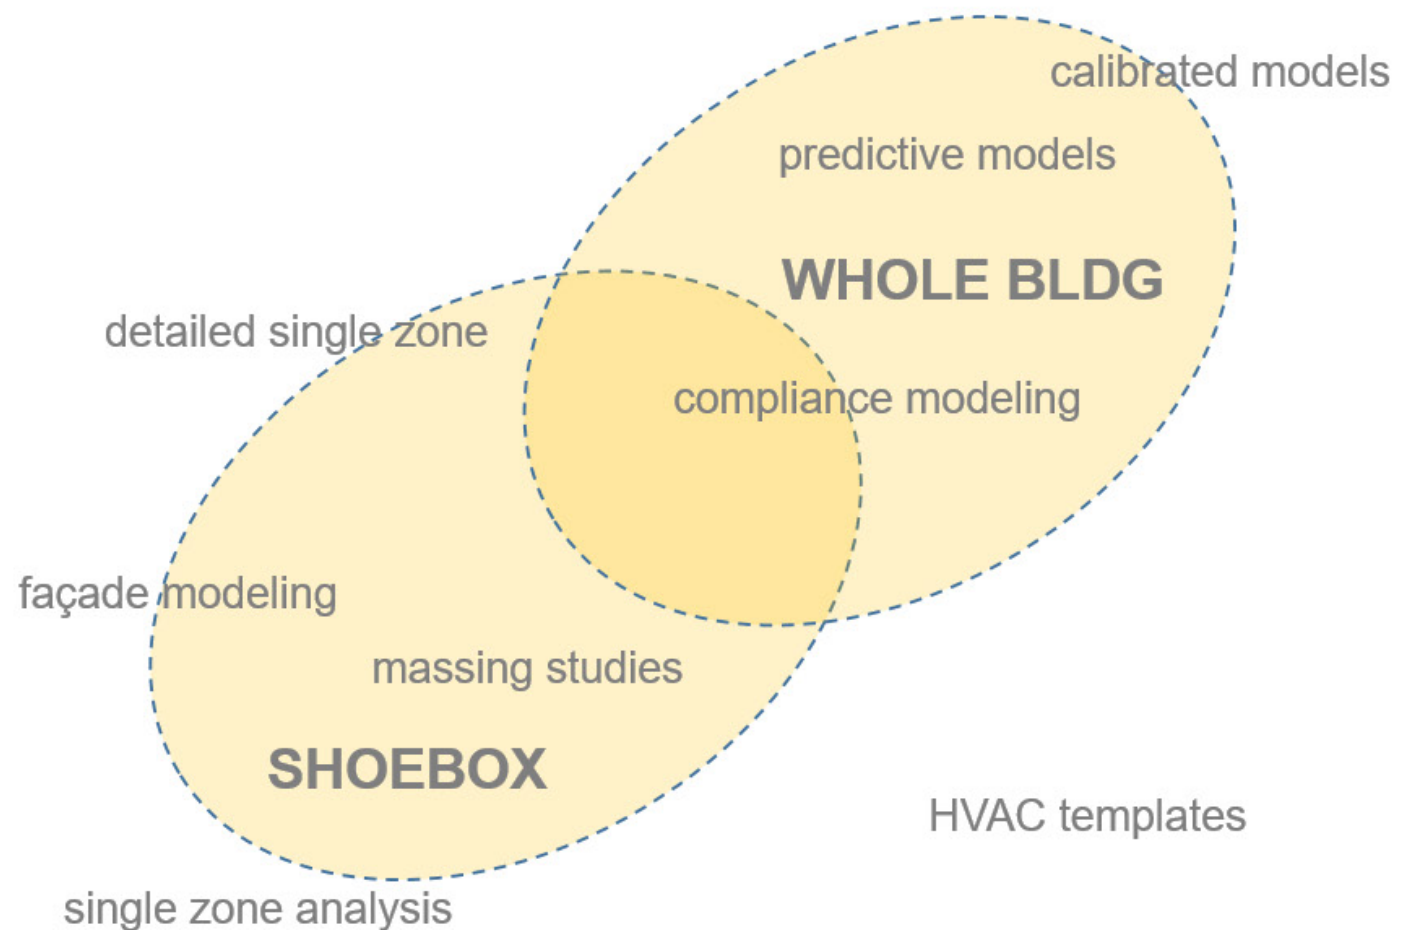 calibrated models
predictive models
WHOLE BLDG
detailed single zone
compliance modeling
façade modeling
massing studies
SHOEBOX
HVAC templates
single zone analysis